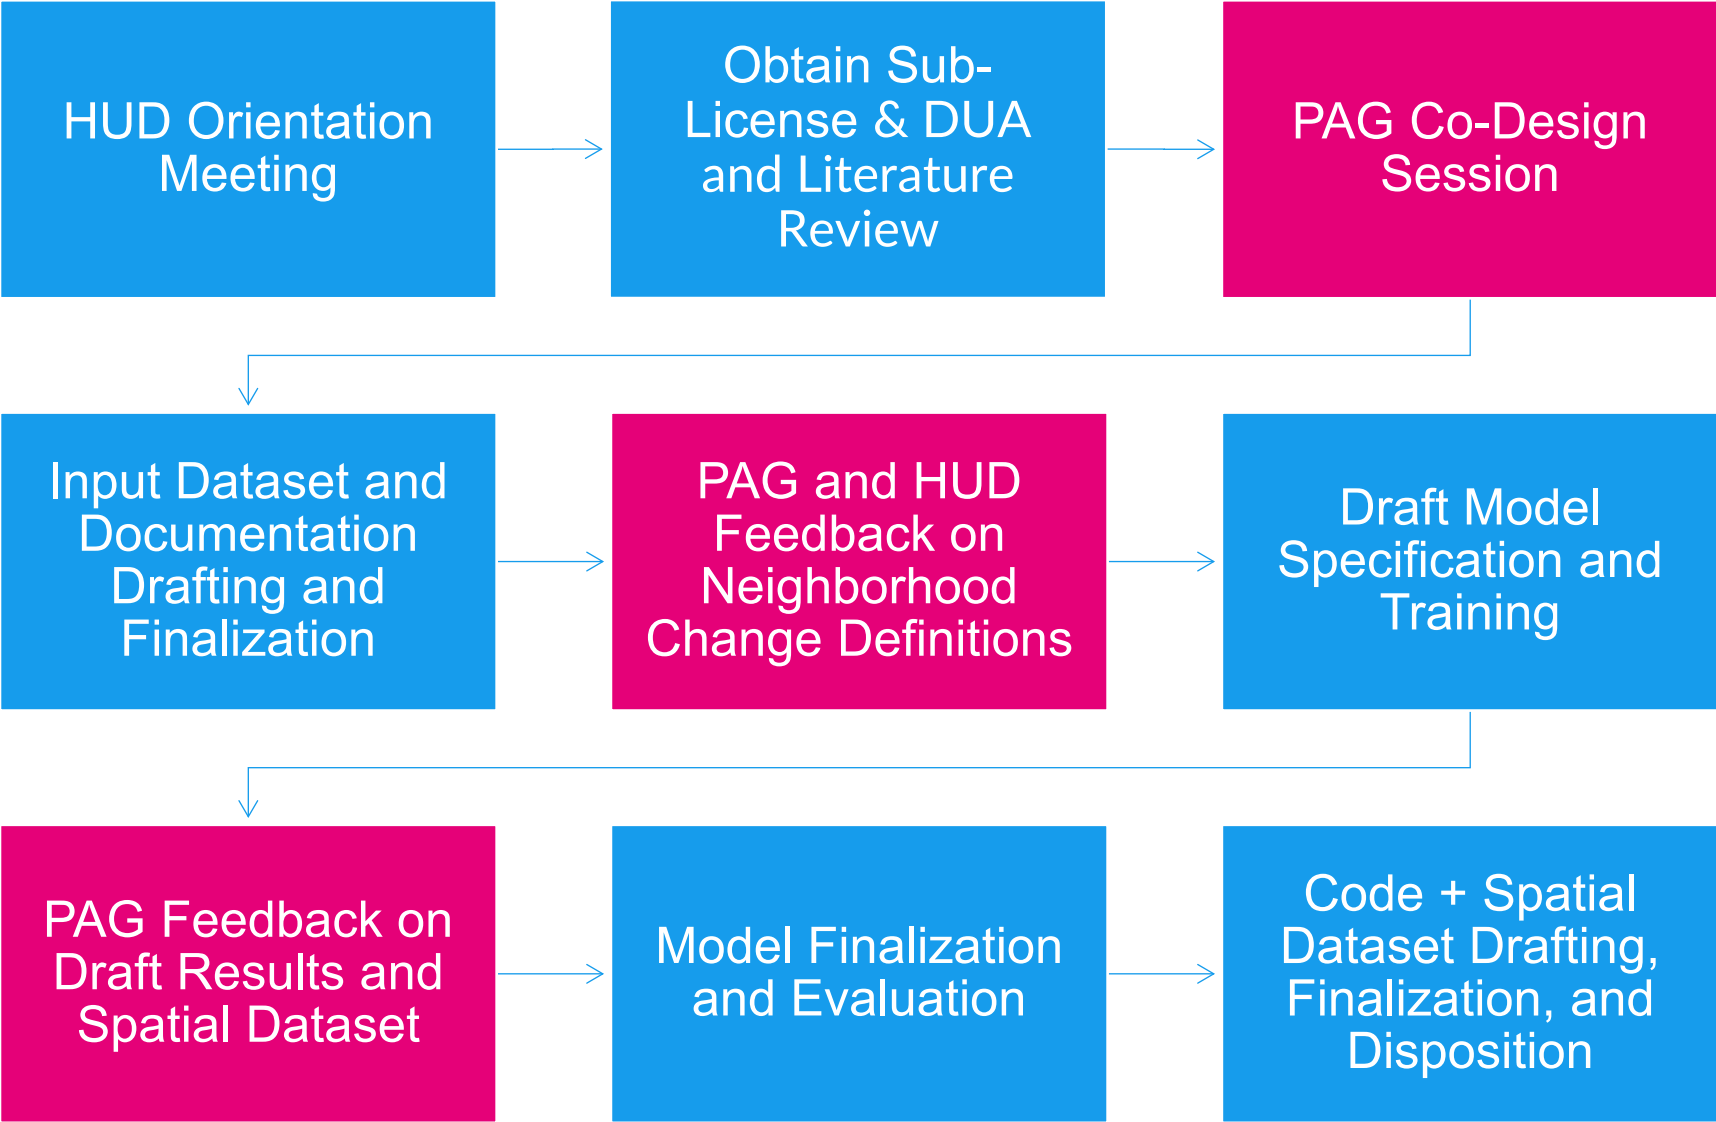 HUD Orientation
Meeting
Obtain Sub-
License & DUA
and Literature
Review
PAG Co-Design
Session
Input Dataset and
Documentation
Drafting and
Finalization
PAG and HUD
Feedback on
Neighborhood
Change Definitions
Draft Model
Specification and
Training
PAG Feedback on
Draft Results and
Spatial Dataset
Model Finalization
and Evaluation
Code + Spatial
Dataset Drafting,
Finalization, and
Disposition